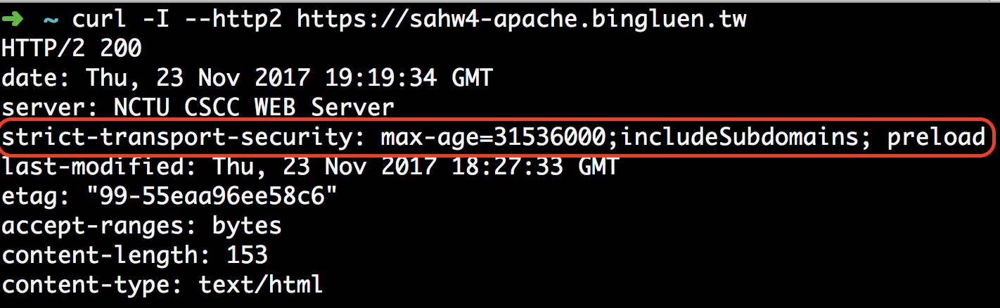 ➜ ~ curl -I --http2 https://sahw4-apache.bingluen.tw
HTTP/2 200
date: Thu, 23 Nov 2017 19:19:34 GMT
server: NCTU CSCC WEB Server
strict-transport-security: max-age=31536000;includeSubdomains; preload
last-modified: Thu, 23 Nov 2017 18:27:33 GMT
etag: "99-55eaa96ee58c6"
accept-ranges: bytes
content-length: 153
content-type: text/html